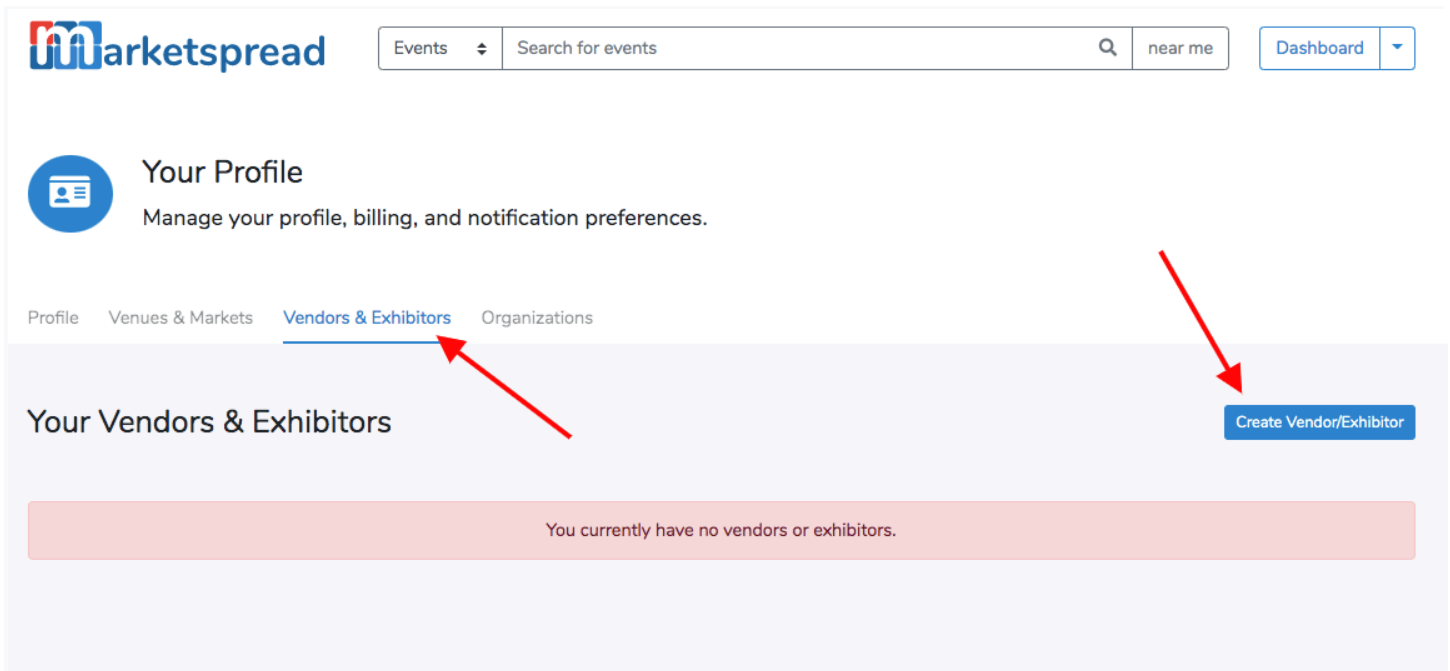 marketspread
Events Search for events near me Dashboard
Your Profile
Manage your profile, billing, and notification preferences.
Profile Venues & Markets Vendors & Exhibitors Organizations
Your Vendors & Exhibitors Create Vendor/Exhibitor
You currently have no vendors or exhibitors.